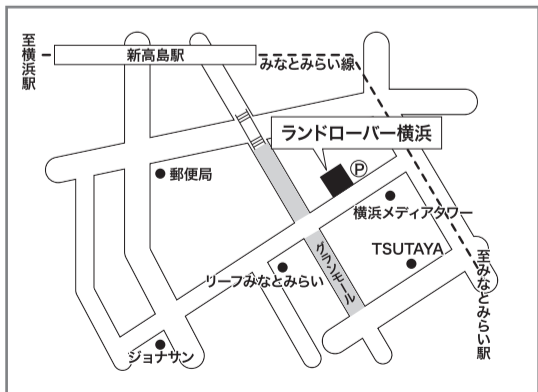 至横浜駅
新高島駅
みなとみらい線
ランドローバー横浜
P
郵便局
横浜メディアタワー
TSUTAYA
グランモール
リーフみなとみらい
至みなとみらい駅
ジョナサン